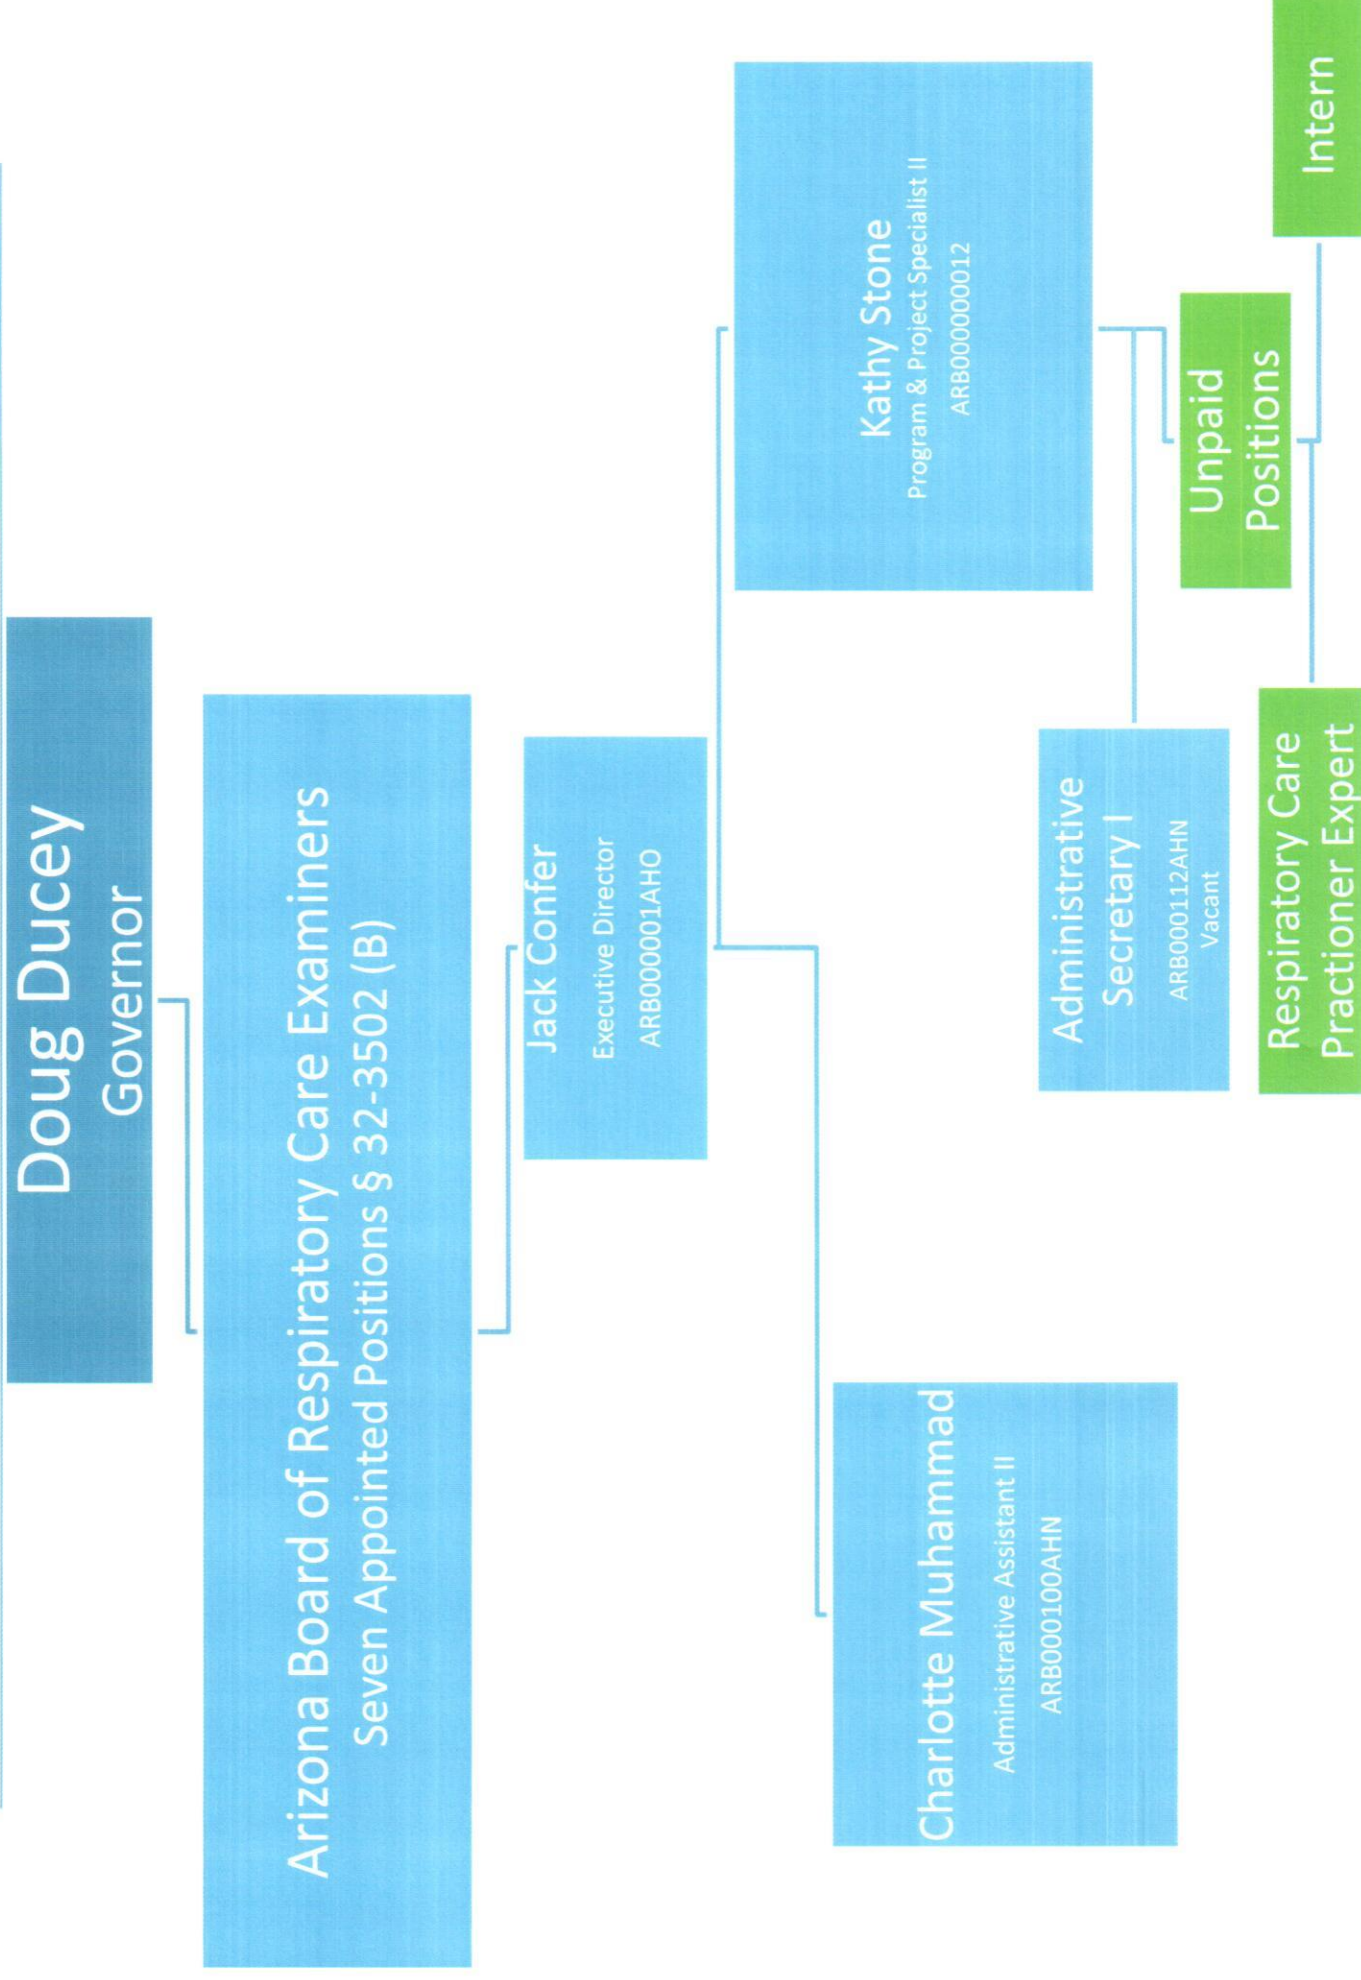 Doug Ducey
Governor
Arizona Board of Respiratory Care Examiners
Seven Appointed Positions § 32-3502 (B)
Jack Confer
Executive Director
ARB000001AHO
Charlotte Muhammad
Administrative Assistant II
ARB000100AHN
Kathy Stone
Program & Project Specialist II
ARB00000012
Administrative
Secretary I
ARB000112AHN
Vacant
Unpaid
Positions
Respiratory Care
Practioner Expert
Intern